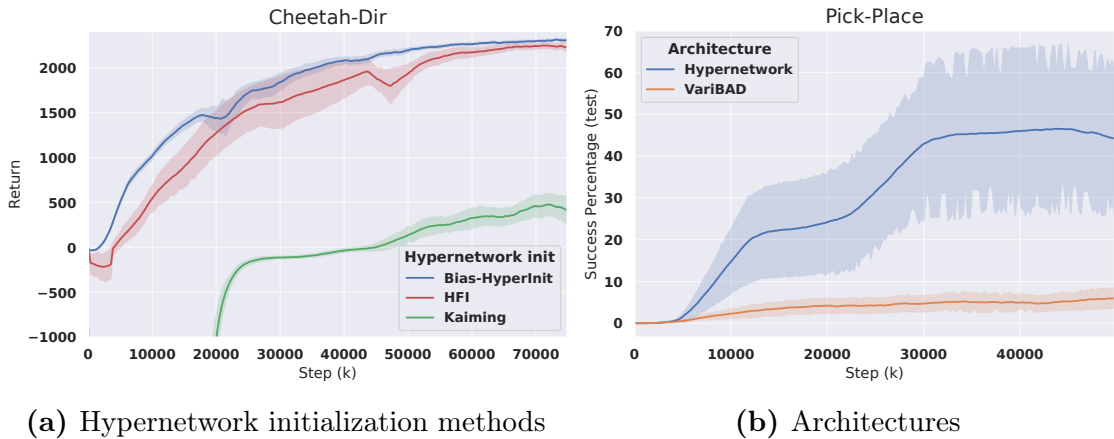 Cheetah-Dir
Return
2000
1500
1000
500
0
−500
−1000
Hypernetwork init
Bias-HyperInit
HFI
Kaiming
0 10000 20000 30000 40000 50000 60000 70000
Step (k)
(a) Hypernetwork initialization methods
Pick-Place
Success Percentage (test)
70
60
50
40
30
20
10
0
Architecture
Hypernetwork
VariBAD
0 10000 20000 30000 40000
Step (k)
(b) Architectures